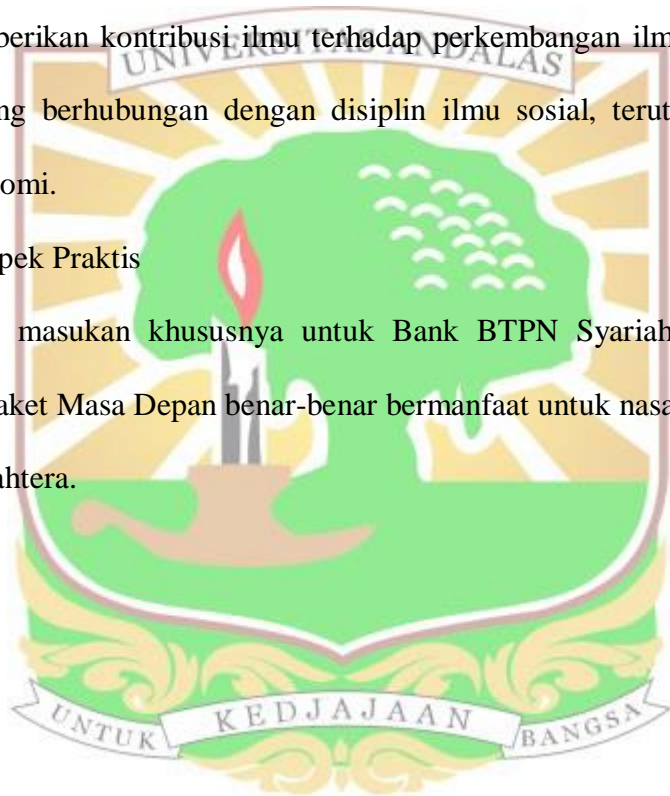 berikan kontribusi ilmu terhadap perkembangan ilm
UNIVERSITAS ANDALAS
ng berhubungan dengan disiplin ilmu sosial, terut
omi.
pek Praktis
masukan khususnya untuk Bank BTPN Syariah
aket Masa Depan benar-benar bermanfaat untuk nasa
ahtera.
UNTUK KEDJAJAAN BANGSA